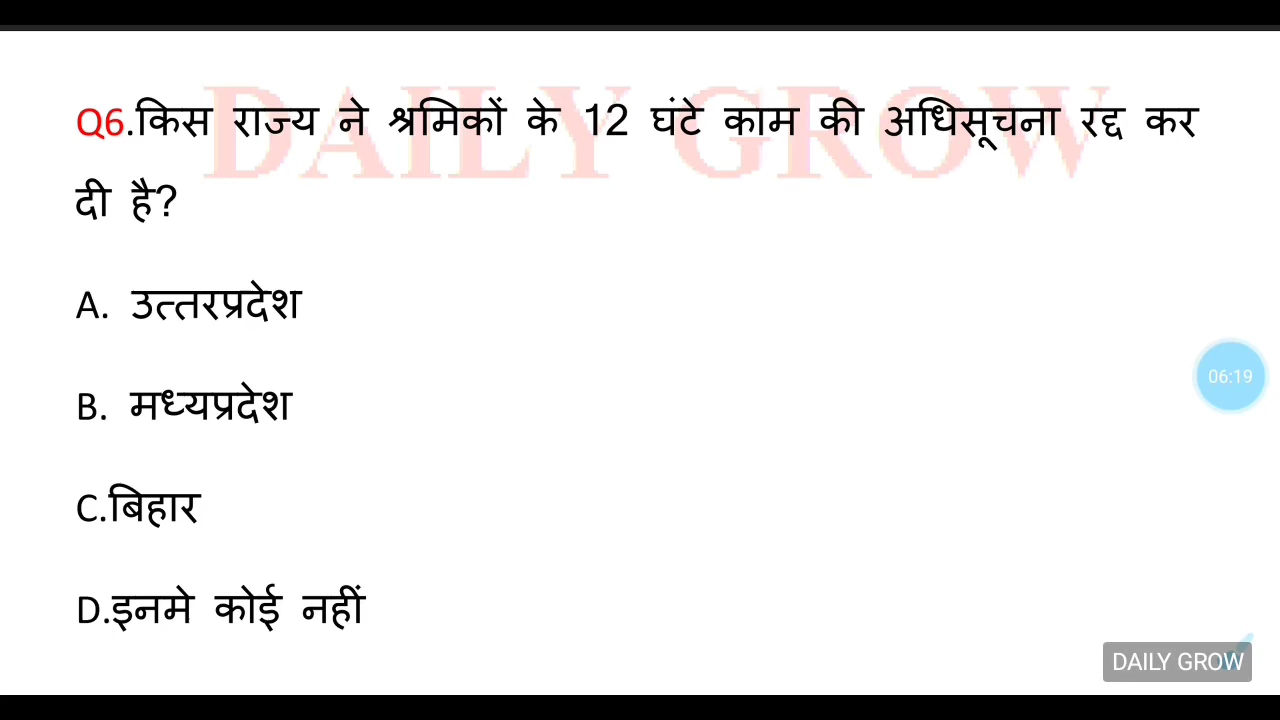 DAILY GROW
Q6.किस राज्य ने श्रमिकों के 12 घंटे काम की अधिसूचना रद्द कर
दी है?
A. उत्तरप्रदेश
B. मध्यप्रदेश
06:19
C.बिहार
D.इनमे कोई नहीं
DAILY GROW